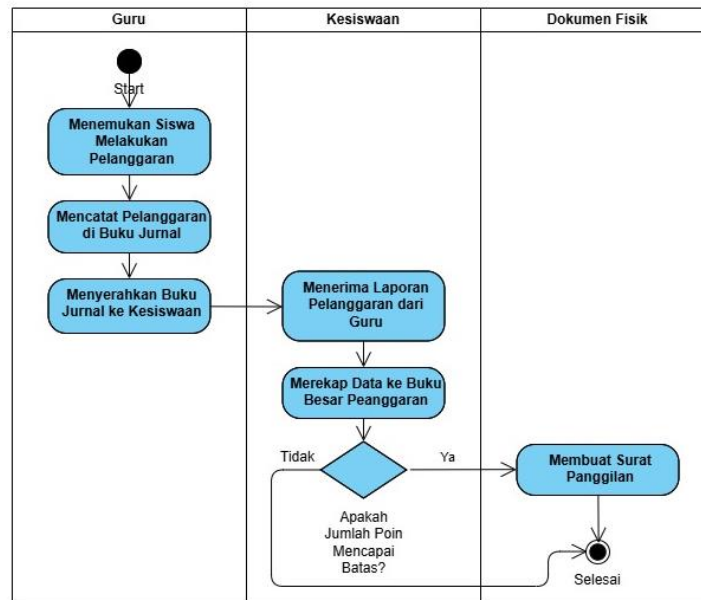 Guru
Kesiswaan
Dokumen Fisik
Start
Menemukan Siswa
Melakukan
Pelanggaran
Mencatat Pelanggaran
di Buku Jurnal
Menyerahkan Buku
Jurnal ke Kesiswaan
Menerima Laporan
Pelanggaran dari
Guru
Merekap Data ke Buku
Besar Peanggaran
Tidak
Ya
Apakah
Jumlah Poin
Mencapai
Batas?
Membuat Surat
Panggilan
Selesai